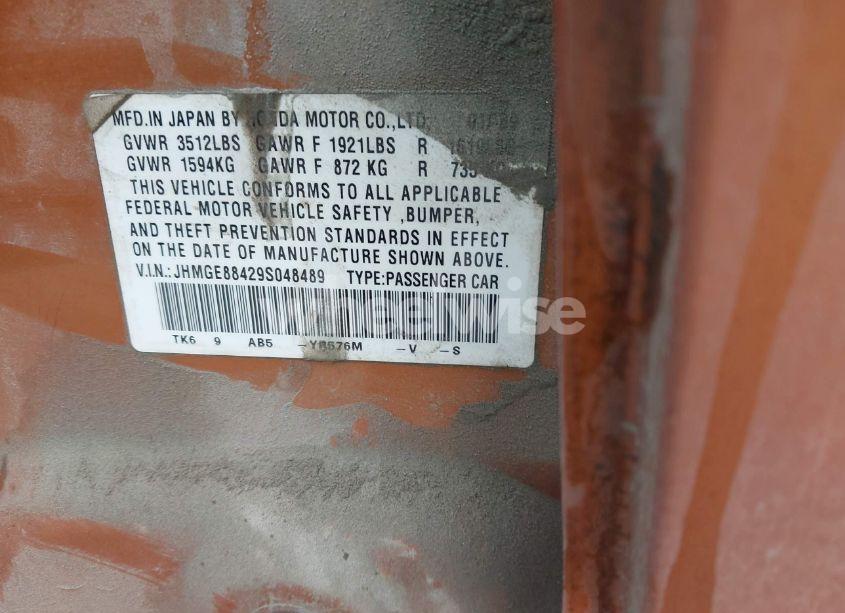 MFD. IN JAPAN BY HONDA MOTOR CO., LTD.
GVWR 3512LBS GAWR F 1921LBS R
GVWR 1594KG GAWR F 872 KG R
THIS VEHICLE CONFORMS TO ALL APPLICABLE
FEDERAL MOTOR VEHICLE SAFETY ,BUMPER,
AND THEFT PREVENTION STANDARDS IN EFFECT
ON THE DATE OF MANUFACTURE SHOWN ABOVE.
V.I.N.:JHMGE88429S048489 TYPE:PASSENGER CAR
TK6 9 AB5 -V -S